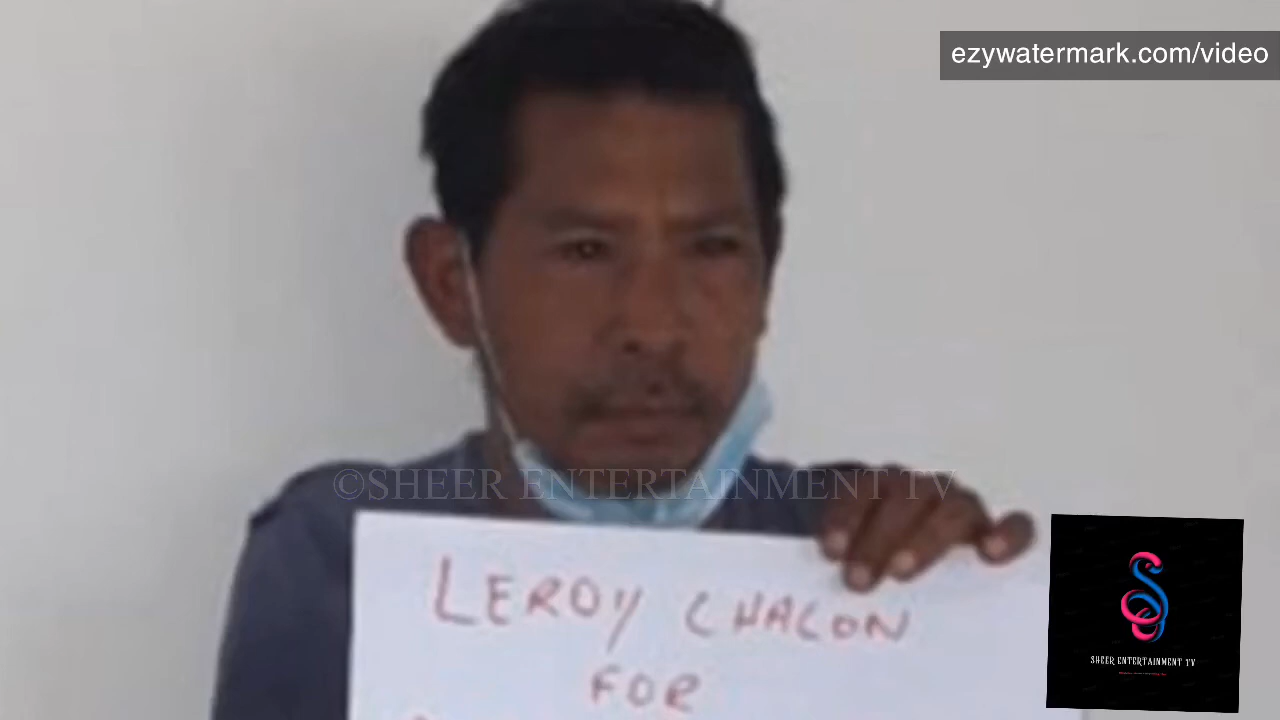 ezywatermark.com/video
©SHEER ENTERTAINMENT TV
LEROY CHACON
FOR
SHEER ENTERTAINMENT TV